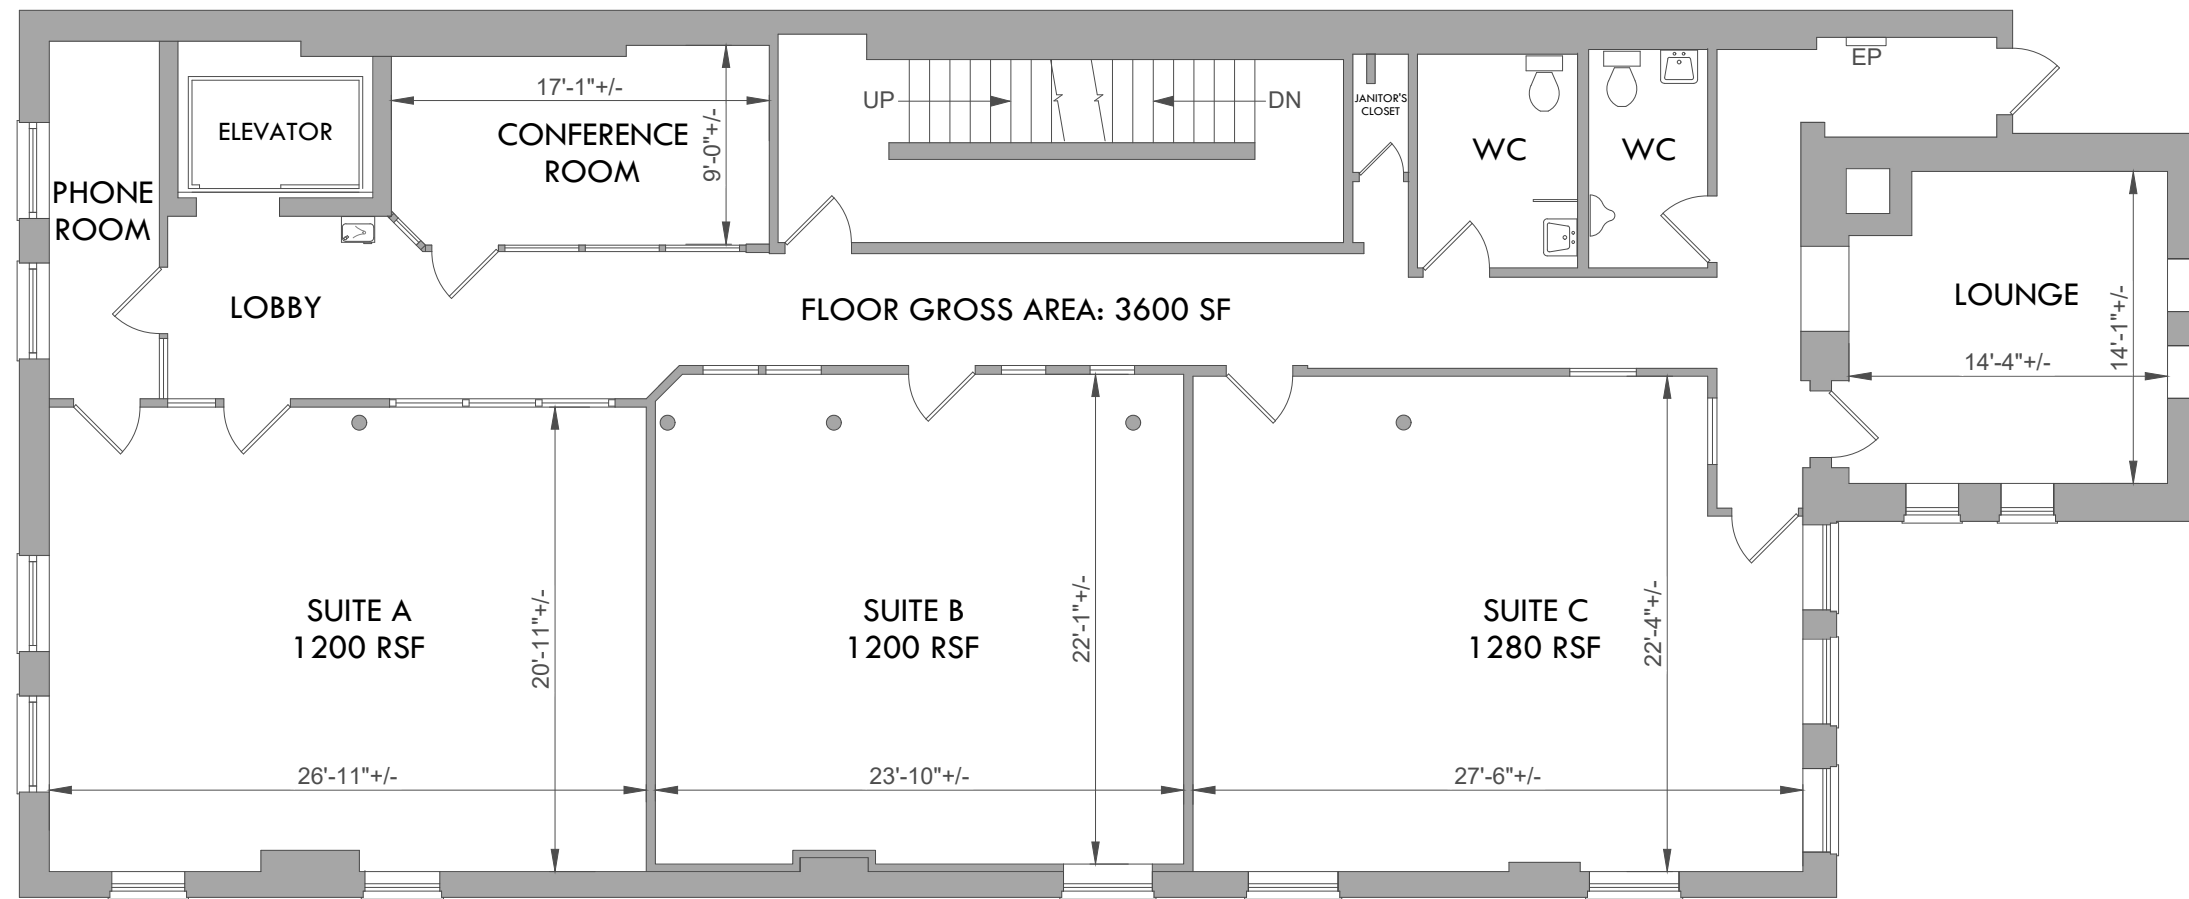 EP
17'-1"+/-
UP
DN
JANITOR'S
CLOSET
ELEVATOR
CONFERENCE
ROOM
9'-0"+/-
WC
WC
PHONE
ROOM
LOBBY
FLOOR GROSS AREA: 3600 SF
LOUNGE
14'-1"+/-
14'-4"+/-
SUITE A
1200 RSF
20'-11"+/-
SUITE B
1200 RSF
22'-1"+/-
SUITE C
1280 RSF
22'-4"+/-
26'-11"+/-
23'-10"+/-
27'-6"+/-